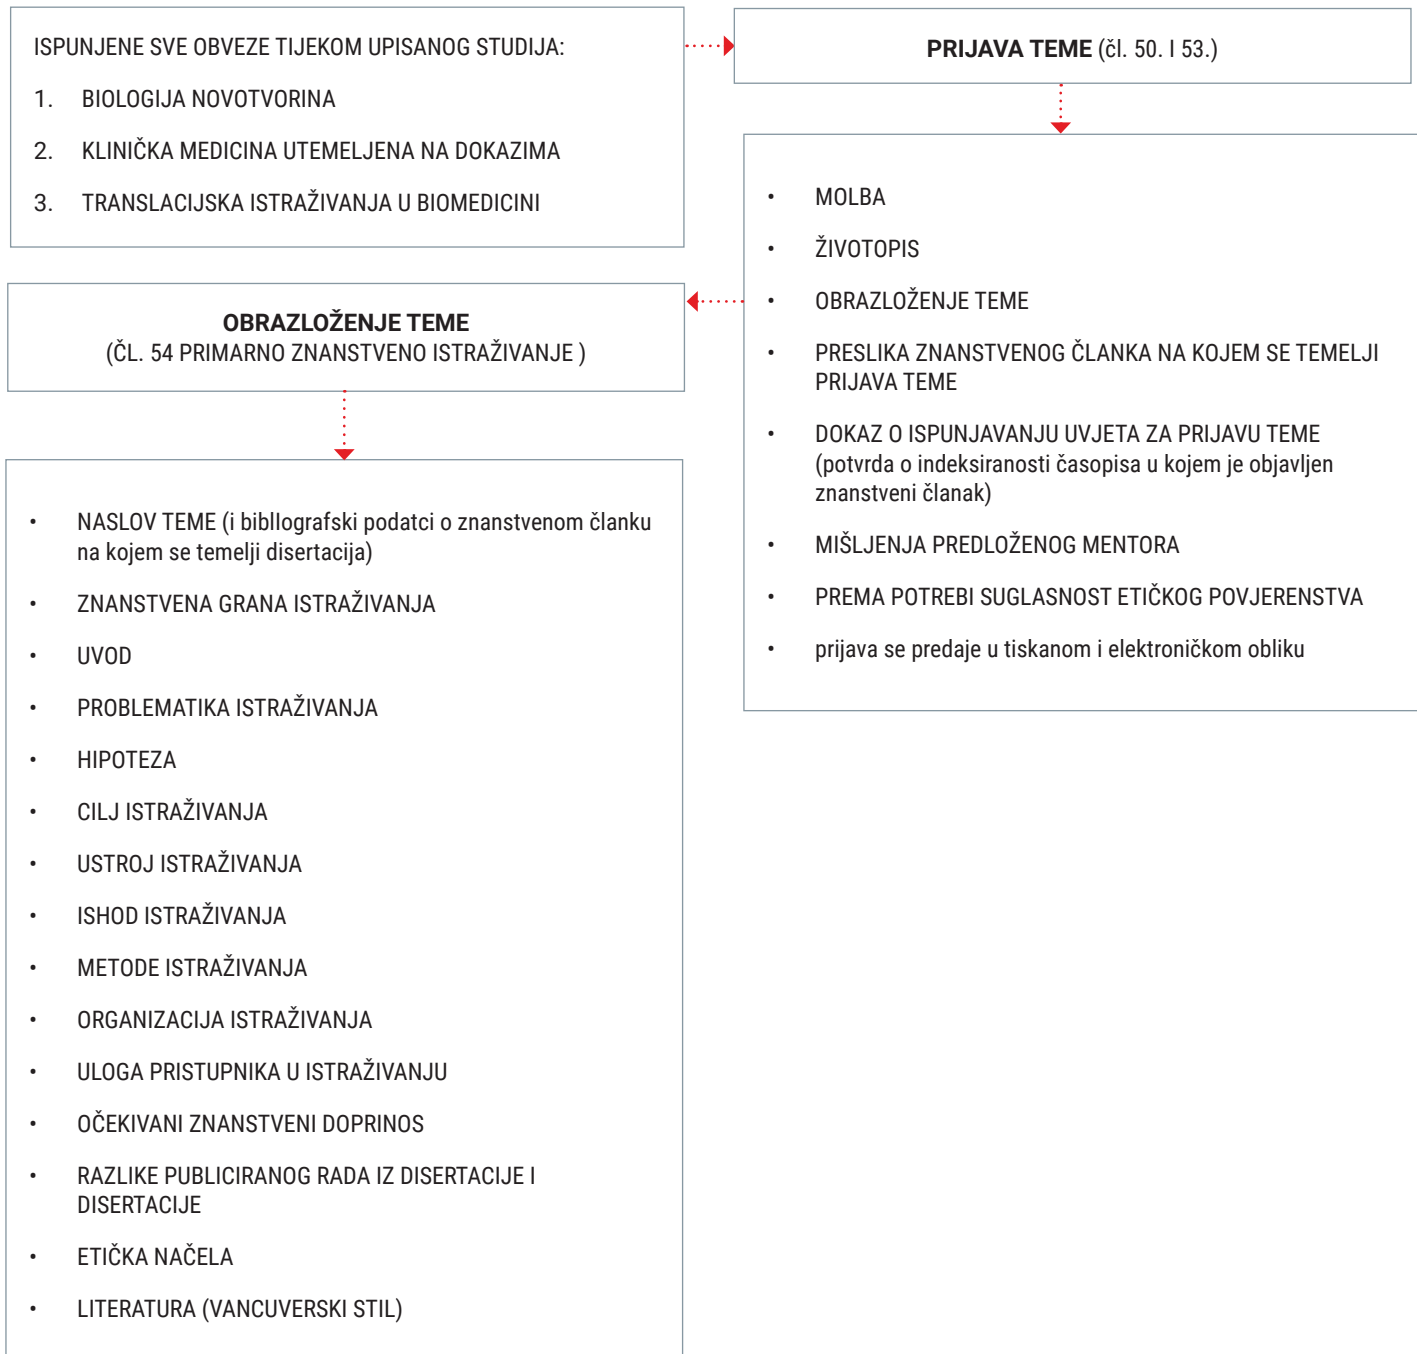 ISPUNJENE SVE OBVEZE TIJEKOM UPISANOG STUDIJA:
1. BIOLOGIJA NOVOTVORINA
2. KLINIČKA MEDICINA UTEMELJENA NA DOKAZIMA
3. TRANSLACIJSKA ISTRAŽIVANJA U BIOMEDICINI
PRIJAVA TEME (čl. 50. I 53.)
• MOLBA
• ŽIVOTOPIS
• OBRAZLOŽENJE TEME
• PRESLIKA ZNANSTVENOG ČLANKA NA KOJEM SE TEMELJI
PRIJAVA TEME
• DOKAZ O ISPUNJAVANJU UVJETA ZA PRIJAVU TEME
(potvrda o indeksiranosti časopisa u kojem je objavljen
znanstveni članak)
• MIŠLJENJA PREDLOŽENOG MENTORA
• PREMA POTREBI SUGLASNOST ETIČKOG POVJERENSTVA
• prijava se predaje u tiskanom i elektroničkom obliku
OBRAZLOŽENJE TEME
(ČL. 54 PRIMARNO ZNANSTVENO ISTRAŽIVANJE )
• NASLOV TEME (i biblIografski podatci o znanstvenom članku
na kojem se temelji disertacija)
• ZNANSTVENA GRANA ISTRAŽIVANJA
• UVOD
• PROBLEMATIKA ISTRAŽIVANJA
• HIPOTEZA
• CILJ ISTRAŽIVANJA
• USTROJ ISTRAŽIVANJA
• ISHOD ISTRAŽIVANJA
• METODE ISTRAŽIVANJA
• ORGANIZACIJA ISTRAŽIVANJA
• ULOGA PRISTUPNIKA U ISTRAŽIVANJU
• OČEKIVANI ZNANSTVENI DOPRINOS
• RAZLIKE PUBLICIRANOG RADA IZ DISERTACIJE I
DISERTACIJE
• ETIČKA NAČELA
• LITERATURA (VANCUVERSKI STIL)